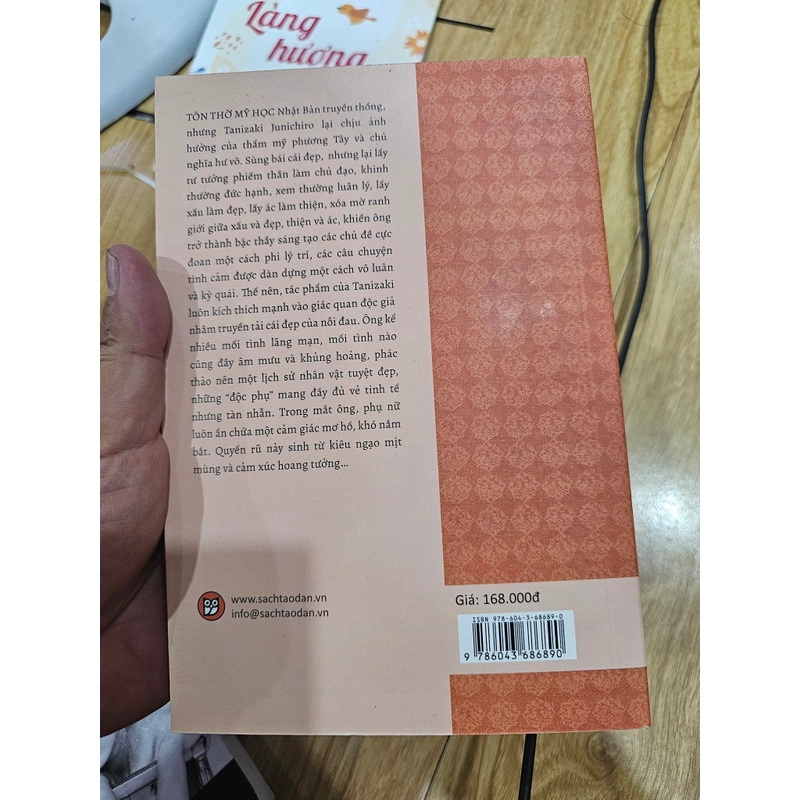 Làng
hương
TÔN THỜ MỸ HỌC Nhật Bản truyền thống,
nhưng Tanizaki Junichiro lại chịu ảnh
hưởng của thẩm mỹ phương Tây và chủ
nghĩa hư vô. Sùng bái cái đẹp, nhưng lại lấy
tư tưởng phiếm thần làm chủ đạo, khinh
thường đức hạnh, xem thường luân lý, lấy
xấu làm đẹp, lấy ác làm thiện, xóa mờ ranh
giới giữa xấu và đẹp, thiện và ác, khiến ông
trở thành bậc thầy sáng tạo các chủ đề cực
đoan một cách phi lý trí, các câu chuyện
tình cảm được dàn dựng một cách vô luân
và kỳ quái. Thế nên, tác phẩm của Tanizaki
luôn kích thích mạnh vào giác quan độc giả
nhằm truyền tải cái đẹp của nỗi đau. Ông kể
nhiều mối tình lãng mạn, mối tình nào
cũng đầy âm mưu và khủng hoảng, phác
thảo nên một lịch sử nhân vật tuyệt đẹp,
những “độc phụ” mang đầy đủ vẻ tinh tế
nhưng tàn nhẫn. Trong mắt ông, phụ nữ
luôn ẩn chứa một cảm giác mơ hồ, khó nắm
bắt. Quyến rũ nảy sinh từ kiêu ngạo mịt
mùng và cảm xúc hoang tưởng...
www.sachtaodan.vn
info@sachtaodan.vn
Giá: 168.000đ
ISBN 978-604-3-68689-0
9 786043 686890